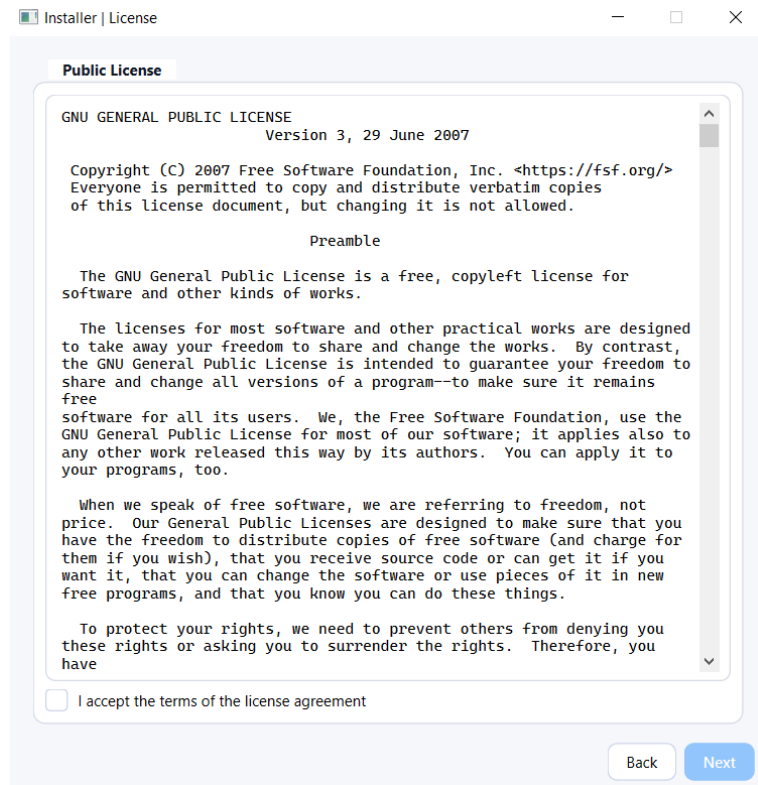 Installer | License
Public License
GNU GENERAL PUBLIC LICENSE
Version 3, 29 June 2007
Copyright (C) 2007 Free Software Foundation, Inc. <https://fsf.org/>
Everyone is permitted to copy and distribute verbatim copies
of this license document, but changing it is not allowed.
Preamble
The GNU General Public License is a free, copyleft license for
software and other kinds of works.
The licenses for most software and other practical works are designed
to take away your freedom to share and change the works.  By contrast,
the GNU General Public License is intended to guarantee your freedom to
share and change all versions of a program--to make sure it remains
free
software for all its users.  We, the Free Software Foundation, use the
GNU General Public License for most of our software; it applies also to
any other work released this way by its authors.  You can apply it to
your programs, too.
When we speak of free software, we are referring to freedom, not
price.  Our General Public Licenses are designed to make sure that you
have the freedom to distribute copies of free software (and charge for
them if you wish), that you receive source code or can get it if you
want it, that you can change the software or use pieces of it in new
free programs, and that you know you can do these things.
To protect your rights, we need to prevent others from denying you
these rights or asking you to surrender the rights.  Therefore, you
have
I accept the terms of the license agreement
Back
Next